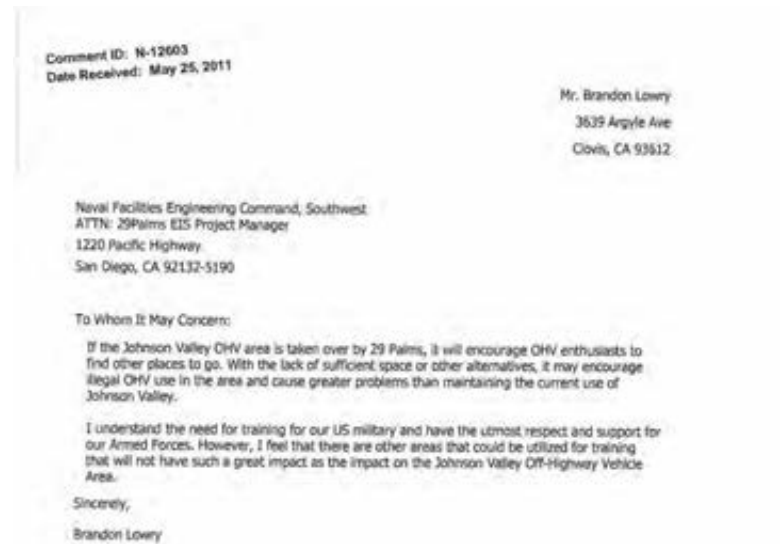 Comment ID: N-12603
Date Received: May 25, 2011
Mr. Brandon Lowry
3639 Argyle Ave
Clovis, CA 93612
Naval Facilities Engineering Command, Southwest
ATTN: 29Palms EIS Project Manager
1220 Pacific Highway
San Diego, CA 92132-5190
To Whom It May Concern:
If the Johnson Valley OHV area is taken over by 29 Palms, it will encourage OHV enthusiasts to
find other places to go. With the lack of sufficient space or other alternatives, it may encourage
illegal OHV use in the area and cause greater problems than maintaining the current use of
Johnson Valley.
I understand the need for training for our US military and have the utmost respect and support for
our Armed Forces. However, I feel that there are other areas that could be utilized for training
that will not have such a great impact as the impact on the Johnson Valley Off-Highway Vehicle
Area.
Sincerely,
Brandon Lowry